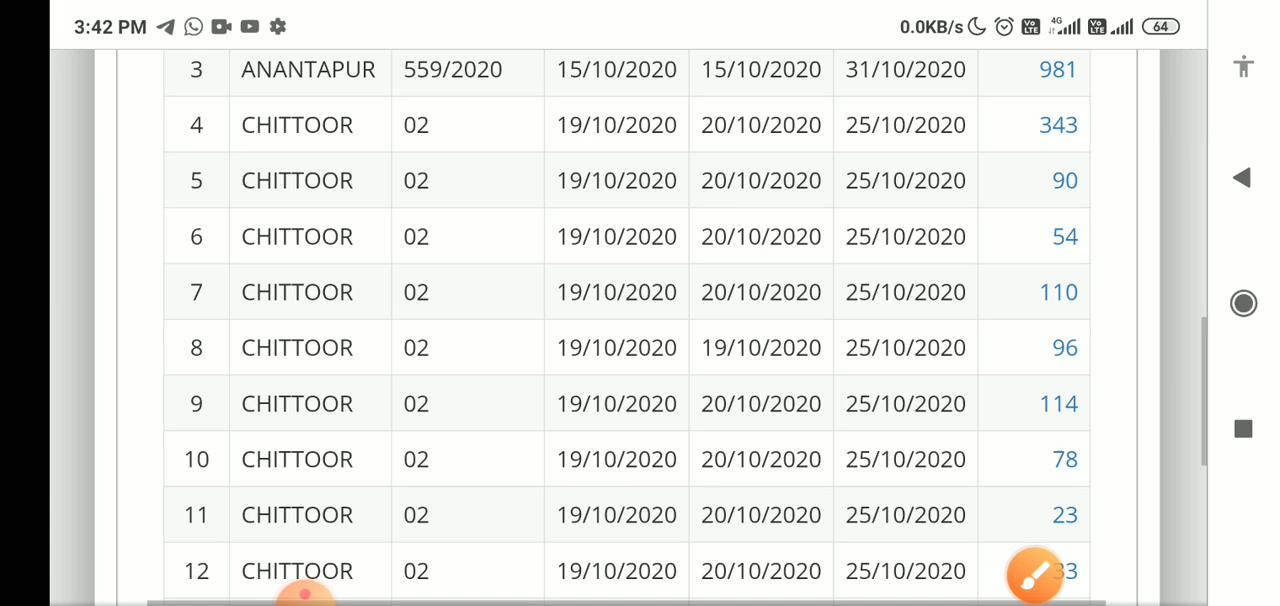 3:42 PM 0.0KB/s Vo LTE 4G Vo LTE 64
3 ANANTAPUR 559/2020 15/10/2020 15/10/2020 31/10/2020 981
4 CHITTOOR 02 19/10/2020 20/10/2020 25/10/2020 343
5 CHITTOOR 02 19/10/2020 20/10/2020 25/10/2020 90
6 CHITTOOR 02 19/10/2020 20/10/2020 25/10/2020 54
7 CHITTOOR 02 19/10/2020 20/10/2020 25/10/2020 110
8 CHITTOOR 02 19/10/2020 19/10/2020 25/10/2020 96
9 CHITTOOR 02 19/10/2020 20/10/2020 25/10/2020 114
10 CHITTOOR 02 19/10/2020 20/10/2020 25/10/2020 78
11 CHITTOOR 02 19/10/2020 20/10/2020 25/10/2020 23
12 CHITTOOR 02 19/10/2020 20/10/2020 25/10/2020